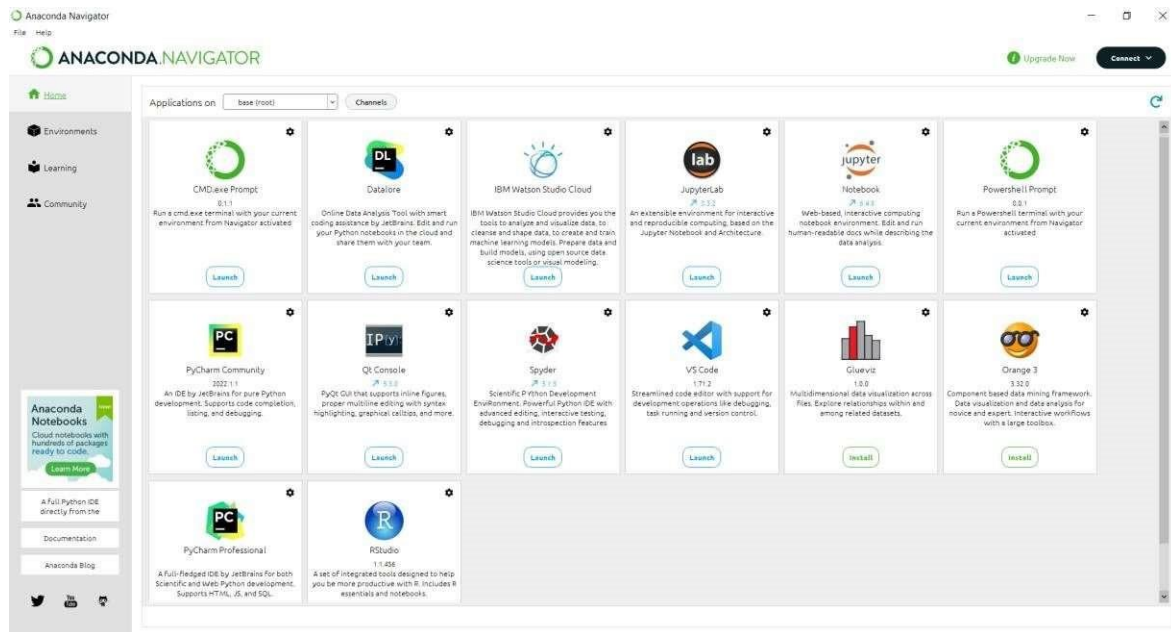 Anaconda Navigator
File Help
ANACONDA.NAVIGATOR
Upgrade Now
Connect
Home
Environments
Learning
Community
Applications on
base (root)
Channels
CMD.exe Prompt
0.1.1
Run a cmd.exe terminal with your current
environment from Navigator activated
Launch
DL
Datalore
Online Data Analysis Tool with smart
coding assistance by JetBrains. Edit and run
your Python notebooks in the cloud and
share them with your team.
Launch
IBM Watson Studio Cloud
IBM Watson Studio Cloud provides you the
tools to analyze and visualize data, to
cleanse and shape data, to create and train
machine learning models. Prepare data and
build models, using open source data
science tools or visual modeling.
Launch
lab
JupyterLab
An extensible environment for interactive
and reproducible computing, based on the
Jupyter Notebook and Architecture.
Launch
jupyter
Notebook
Web-based, interactive computing
notebook environment. Edit and run
human-readable docs while describing the
data analysis.
Launch
Powershell Prompt
0.0.1
Run a Powershell terminal with your
current environment from Navigator
activated
Launch
PC
PyCharm Community
2022.1.1
An IDE by JetBrains for pure Python
development. Supports code completion,
listing, and debugging.
Launch
IP[y]:
Qt Console
PyQt GUI that supports inline figures,
proper multiline editing with syntax
highlighting, graphical calltips, and more.
Launch
Spyder
Scientific PYthon Development
EnviRonment. Powerful Python IDE with
advanced editing, interactive testing,
debugging and introspection features
Launch
VS Code
1.71.2
Streamlined code editor with support for
development operations like debugging,
task running and version control.
Launch
Glueviz
1.0.0
Multidimensional data visualization across
files. Explore relationships within and
among related datasets.
Install
Orange 3
3.32.0
Component based data mining framework.
Data visualization and data analysis for
novice and expert. Interactive workflows
with a large toolbox.
Install
PC
PyCharm Professional
A full-fledged IDE by JetBrains for both
Scientific and Web Python development.
Supports HTML, JS, and SQL.
R
RStudio
1.1.456
A set of integrated tools designed to help
you be more productive with R. Includes R
essentials and notebooks.
Anaconda
Notebooks
Cloud notebooks with
hundreds of packages
ready to code.
Learn More
A full Python IDE
directly from the
Documentation
Anaconda Blog